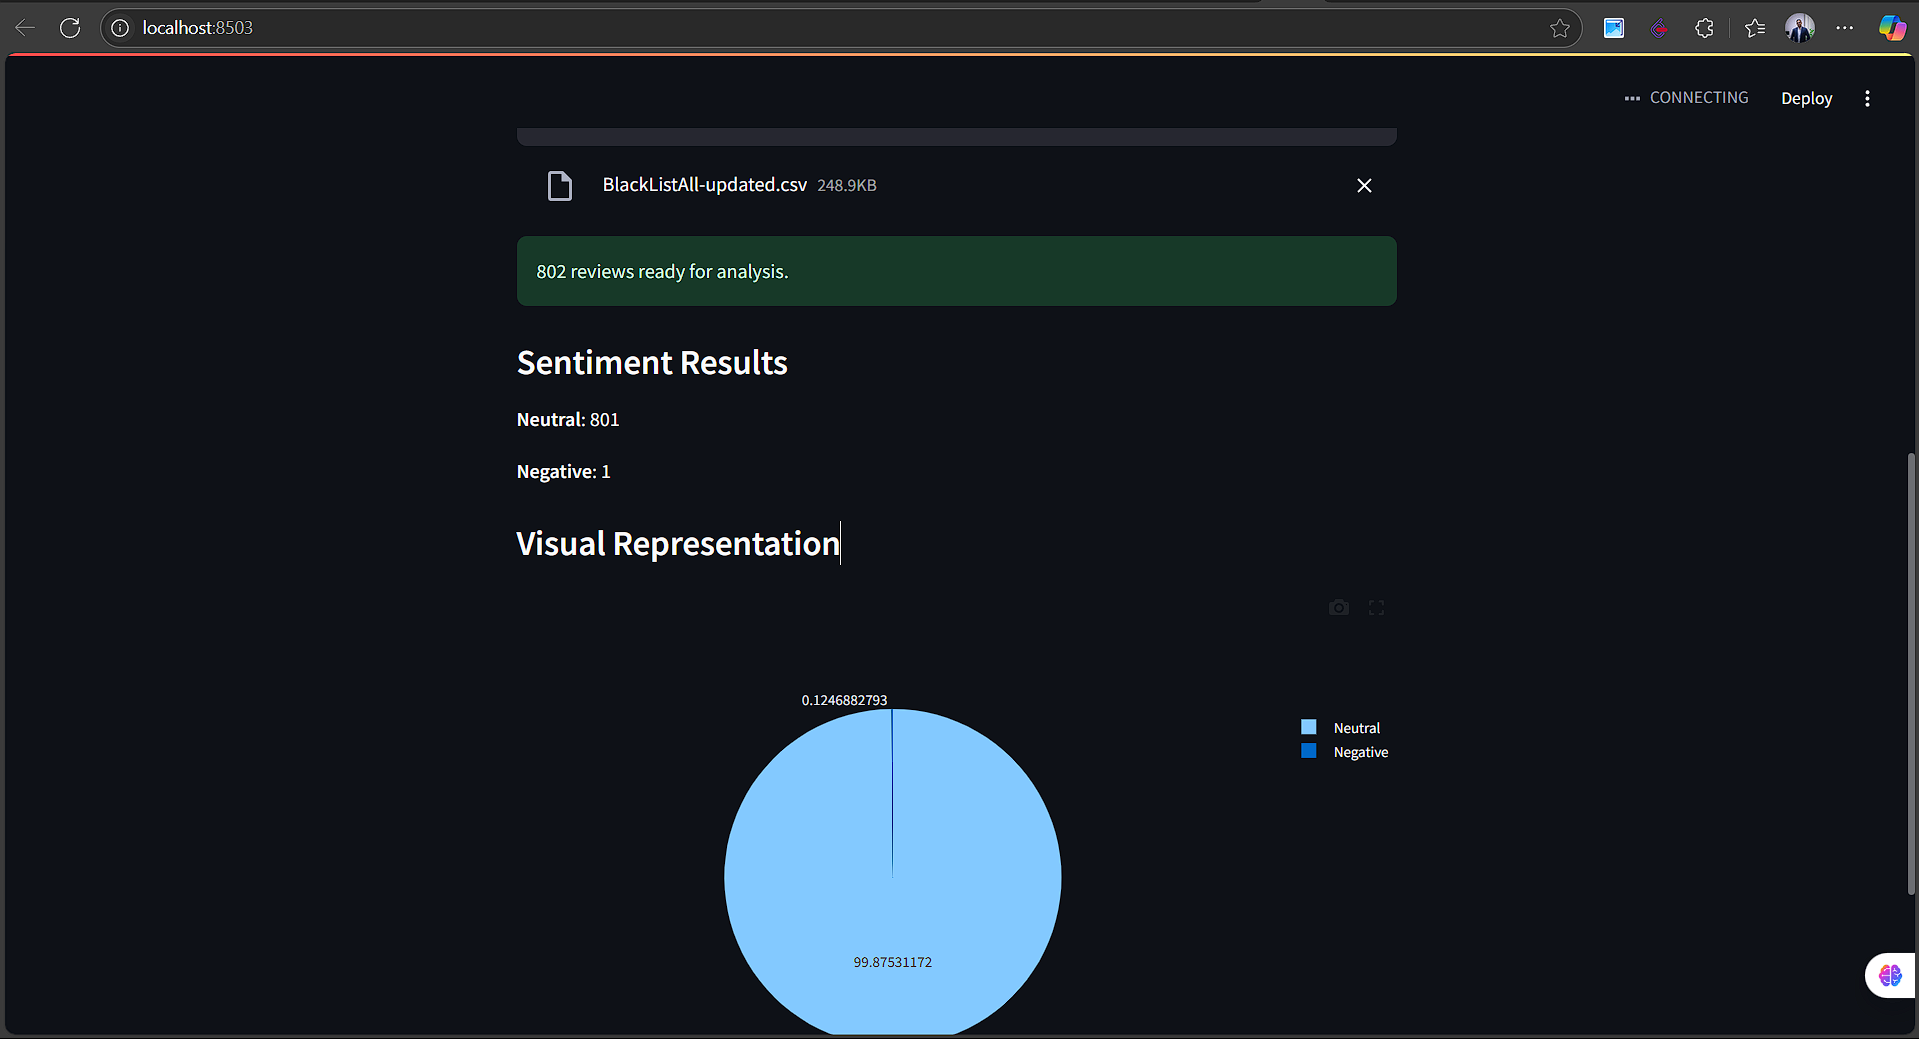 localhost:8503
CONNECTING Deploy
BlackListAll-updated.csv 248.9KB
802 reviews ready for analysis.
Sentiment Results
Neutral: 801
Negative: 1
Visual Representation
0.1246882793
Neutral
Negative
99.87531172